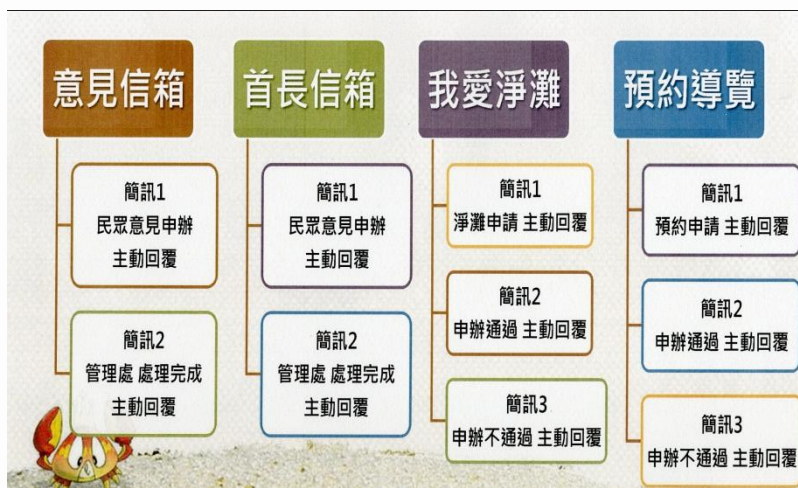 意見信箱
簡訊1
民眾意見申辦
主動回覆
簡訊2
管理處 處理完成
主動回覆
首長信箱
簡訊1
民眾意見申辦
主動回覆
簡訊2
管理處 處理完成
主動回覆
我愛淨灘
簡訊1
淨灘申請 主動回覆
簡訊2
申辦通過 主動回覆
簡訊3
申辦不通過 主動回覆
預約導覽
簡訊1
預約申請 主動回覆
簡訊2
申辦通過 主動回覆
簡訊3
申辦不通過 主動回覆